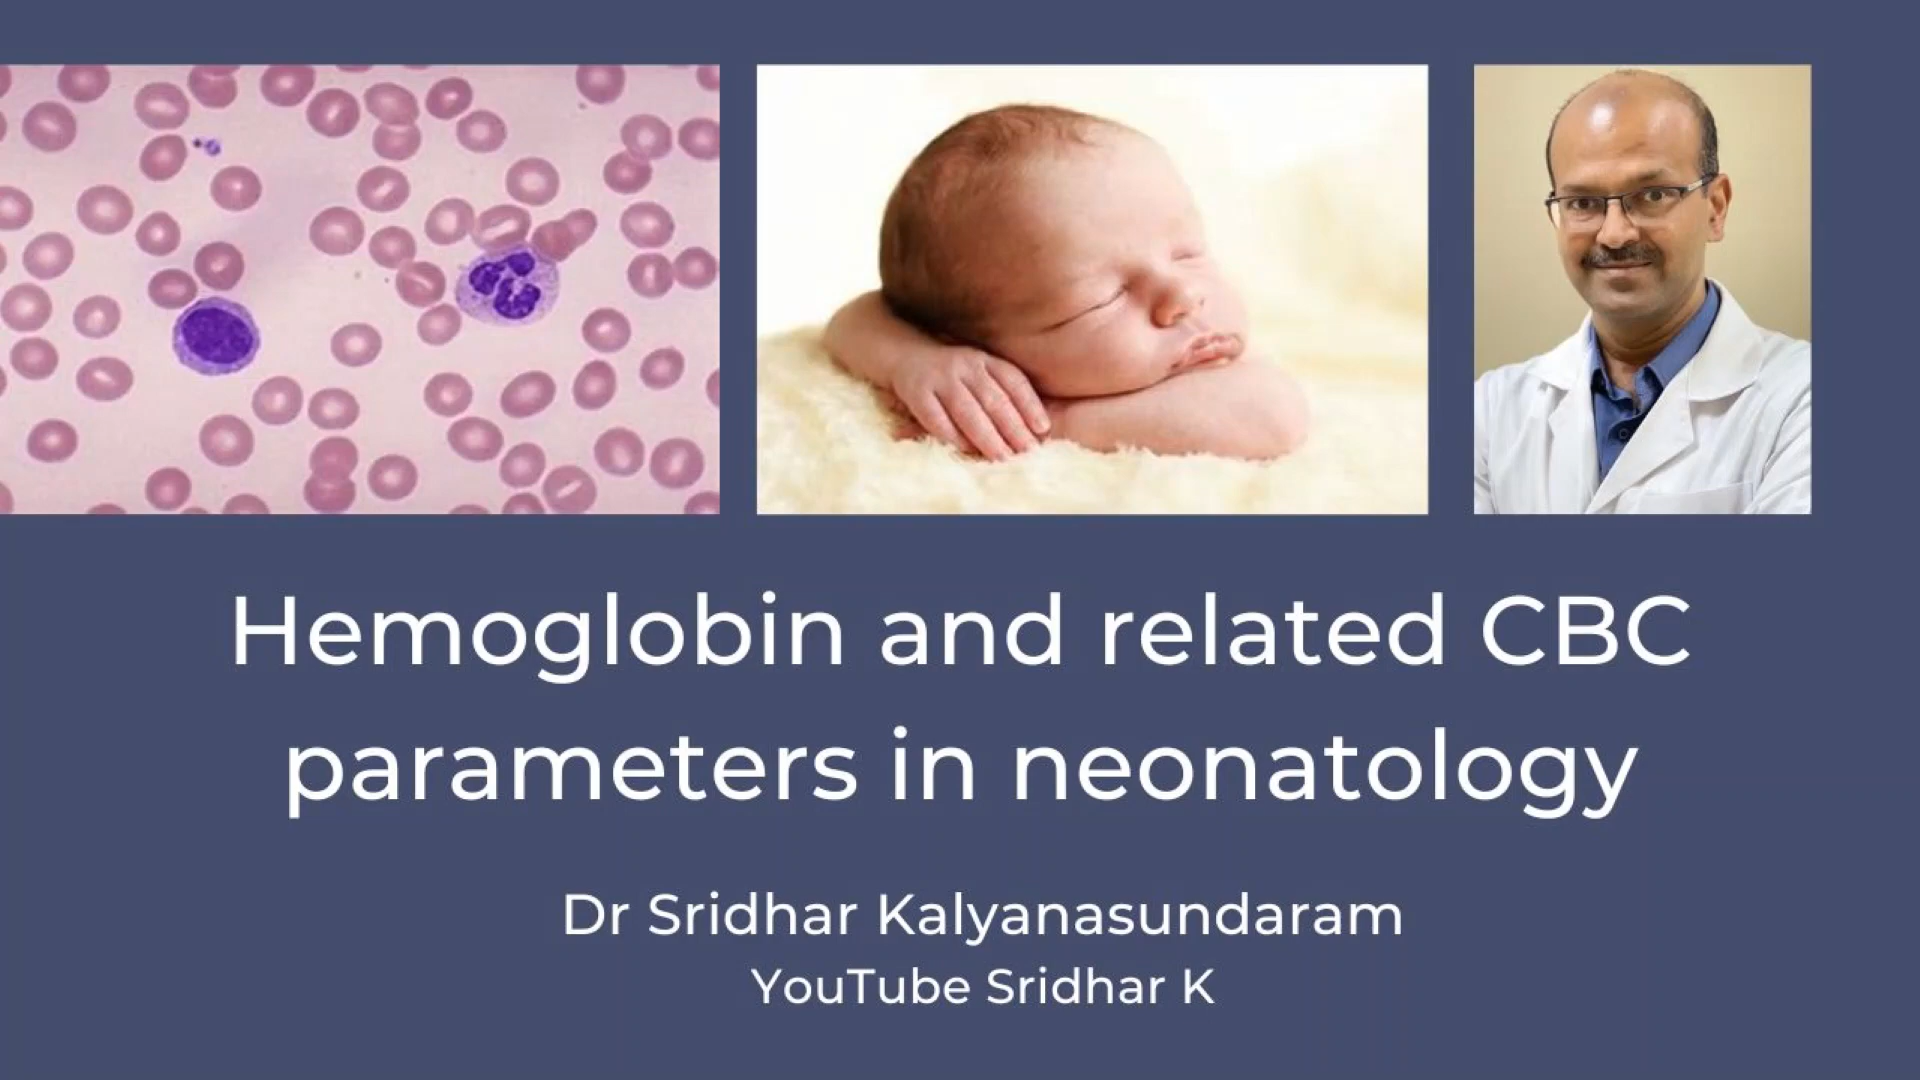 Hemoglobin and related CBC
parameters in neonatology
Dr Sridhar Kalyanasundaram
YouTube Sridhar K